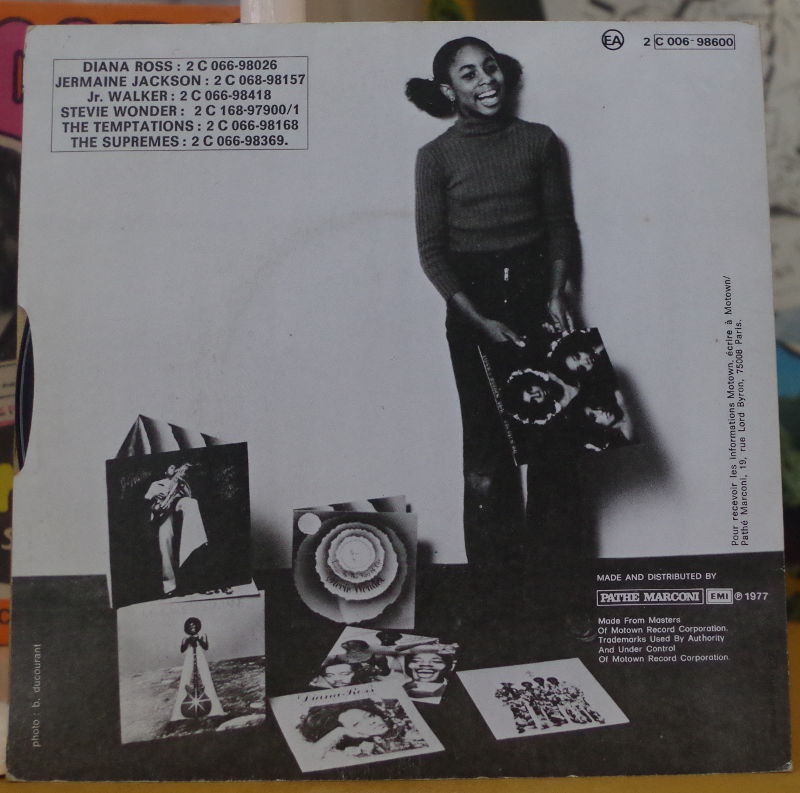 DIANA ROSS : 2 C 066-98026
JERMAINE JACKSON : 2 C 068-98157
Jr. WALKER : 2 C 066-98418
STEVIE WONDER : 2 C 168-97900/1
THE TEMPTATIONS : 2 C 066-98168
THE SUPREMES : 2 C 066-98369.
EA
2 C 006-98600
Pour recevoir les informations Motown, écrire à Motown/
Pathé Marconi, 19, rue Lord Byron, 75008 Paris.
Stevie Wonder
Diana Ross
MADE AND DISTRIBUTED BY
PATHE MARCONI EMI ℗ 1977
Made From Masters
Of Motown Record Corporation.
Trademarks Used By Authority
And Under Control
Of Motown Record Corporation
photo : b. ducourant